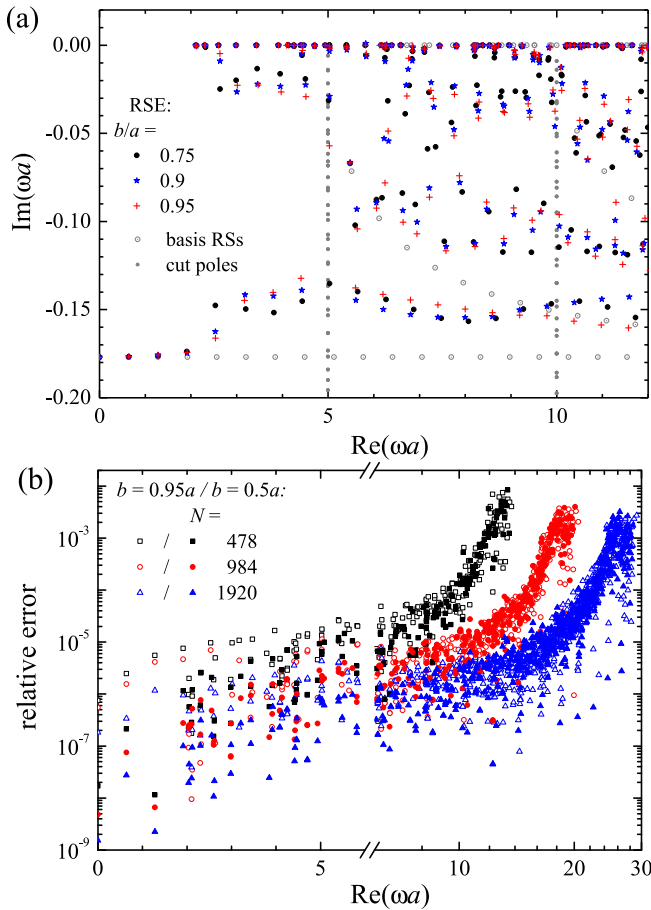 (a)
0.00
-0.05
-0.10
-0.15
-0.20
Im(ωa)
RSE:
b/a =
0.75
0.9
0.95
basis RSs
cut poles
0 5 10
Re(ωa)
(b)
b = 0.95a / b = 0.5a:
N =
/ 478
/ 984
/ 1920
10⁻³
10⁻⁵
10⁻⁷
10⁻⁹
relative error
0 5 // 10 20 30
Re(ωa)